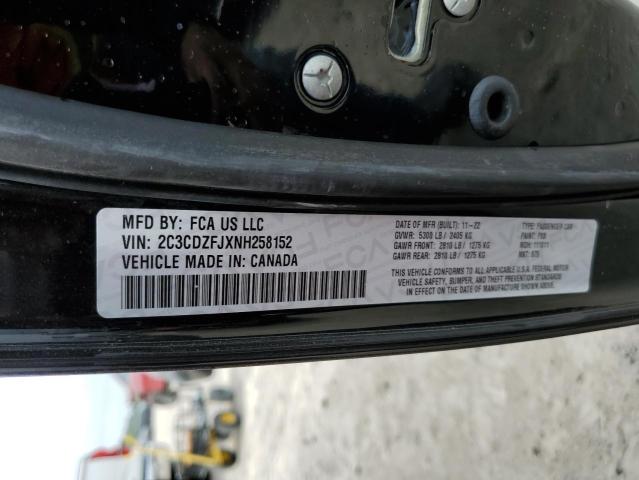 MFD BY: FCA US LLC
VIN: 2C3CDZFJXNH258152
VEHICLE MADE IN: CANADA
DATE OF MFR (BUILT): 11-22
GVWR: 5300 LB / 2405 KG
GAWR FRONT: 2810 LB / 1275 KG
GAWR REAR: 2810 LB / 1275 KG
TYPE: PASSENGER CAR
PAINT:
MDH:
MKT:
THIS VEHICLE CONFORMS TO ALL APPLICABLE U.S.A. FEDERAL MOTOR
VEHICLE SAFETY, BUMPER, AND THEFT PREVENTION STANDARDS
IN EFFECT ON THE DATE OF MANUFACTURE SHOWN ABOVE.